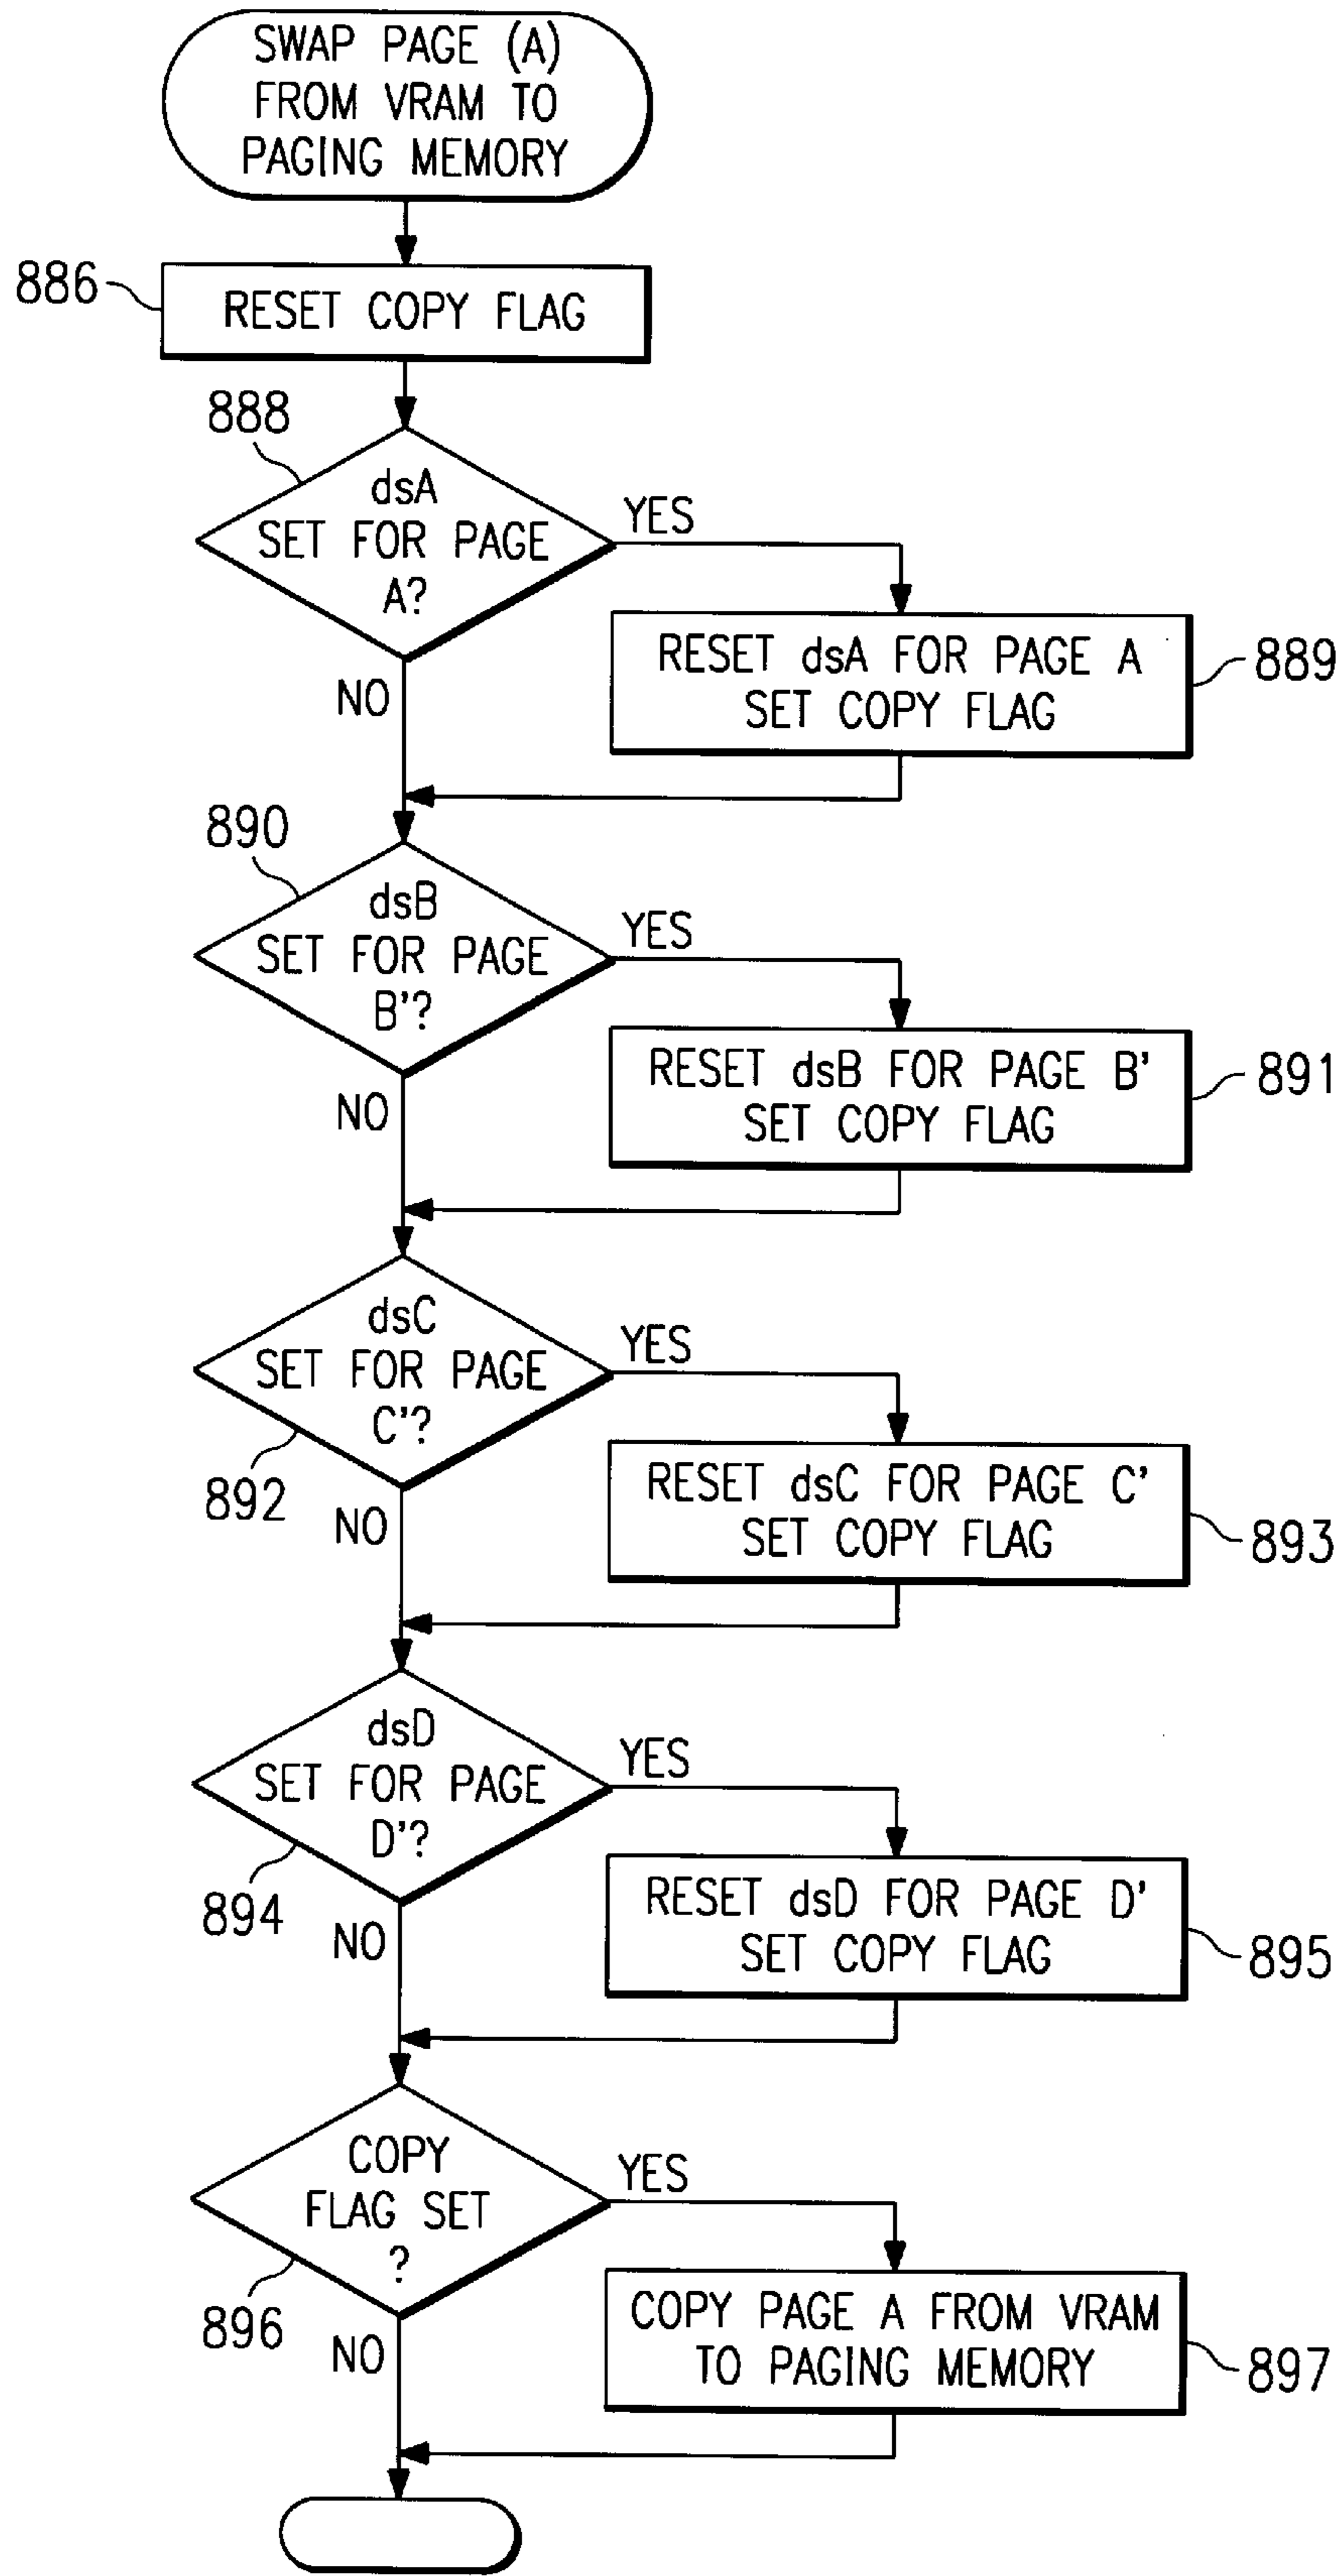 SWAP PAGE (A)
FROM VRAM TO
PAGING MEMORY
886
RESET COPY FLAG
888
dsA
SET FOR PAGE
A?
YES
RESET dsA FOR PAGE A
SET COPY FLAG
889
NO
890
dsB
SET FOR PAGE
B'?
YES
RESET dsB FOR PAGE B'
SET COPY FLAG
891
NO
dsC
SET FOR PAGE
C'?
YES
892
RESET dsC FOR PAGE C'
SET COPY FLAG
893
NO
dsD
SET FOR PAGE
D'?
YES
894
RESET dsD FOR PAGE D'
SET COPY FLAG
895
NO
COPY
FLAG SET
?
YES
896
COPY PAGE A FROM VRAM
TO PAGING MEMORY
897
NO